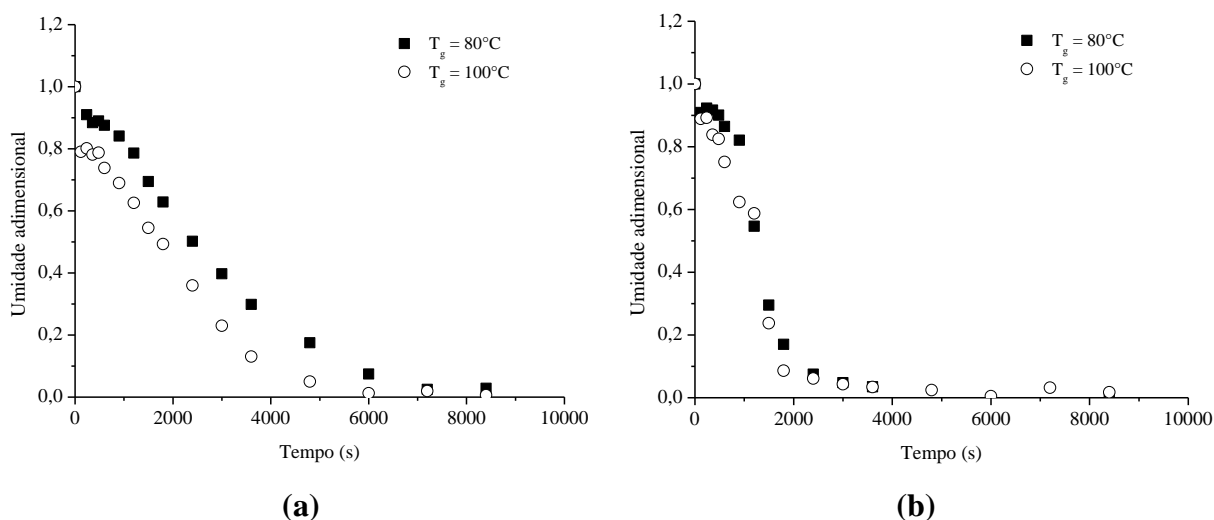 1,2
1,0
0,8
0,6
0,4
0,2
0,0
Umidade adimensional
T_g = 80°C
T_g = 100°C
0 2000 4000 6000 8000 10000
Tempo (s)
(a)
1,2
1,0
0,8
0,6
0,4
0,2
0,0
Umidade adimensional
T_g = 80°C
T_g = 100°C
0 2000 4000 6000 8000 10000
Tempo (s)
(b)